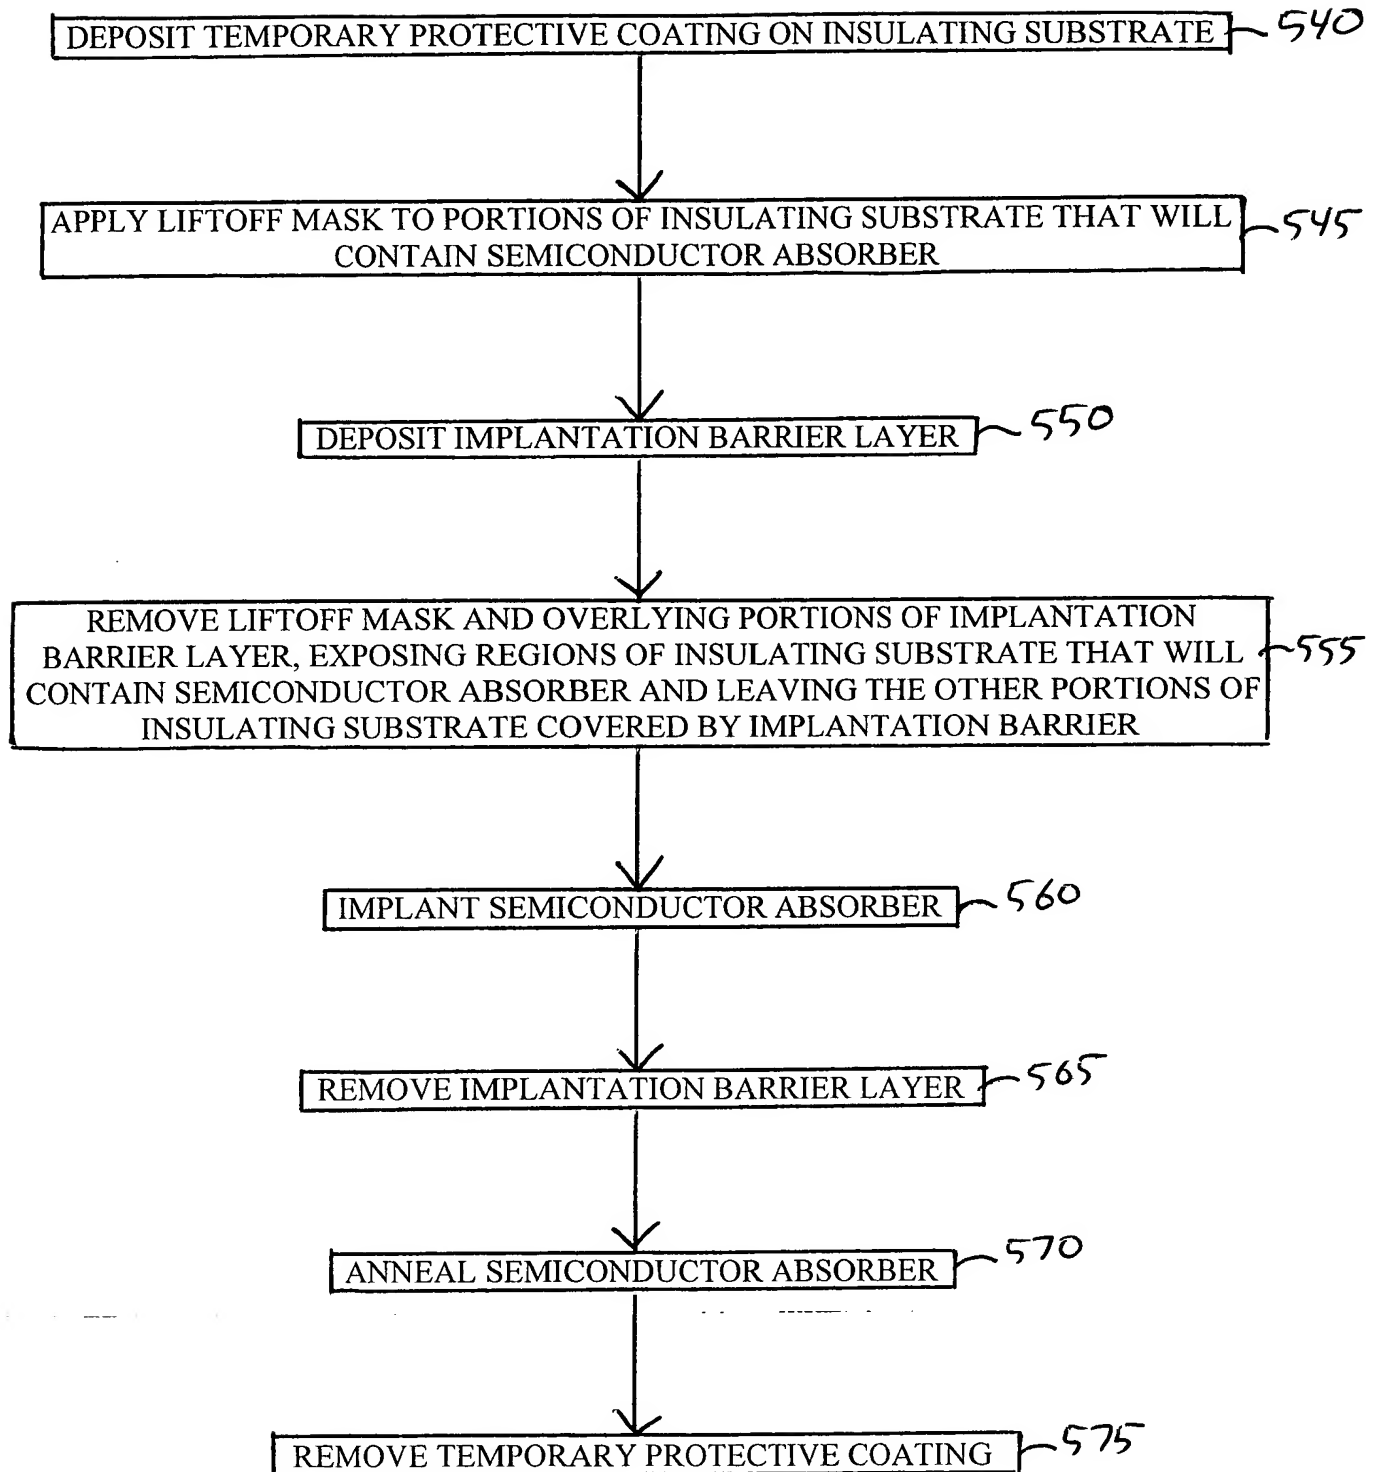 DEPOSIT TEMPORARY PROTECTIVE COATING ON INSULATING SUBSTRATE 540
APPLY LIFTOFF MASK TO PORTIONS OF INSULATING SUBSTRATE THAT WILL 545
CONTAIN SEMICONDUCTOR ABSORBER
DEPOSIT IMPLANTATION BARRIER LAYER 550
REMOVE LIFTOFF MASK AND OVERLYING PORTIONS OF IMPLANTATION
BARRIER LAYER, EXPOSING REGIONS OF INSULATING SUBSTRATE THAT WILL 555
CONTAIN SEMICONDUCTOR ABSORBER AND LEAVING THE OTHER PORTIONS OF
INSULATING SUBSTRATE COVERED BY IMPLANTATION BARRIER
IMPLANT SEMICONDUCTOR ABSORBER 560
REMOVE IMPLANTATION BARRIER LAYER 565
ANNEAL SEMICONDUCTOR ABSORBER 570
REMOVE TEMPORARY PROTECTIVE COATING 575